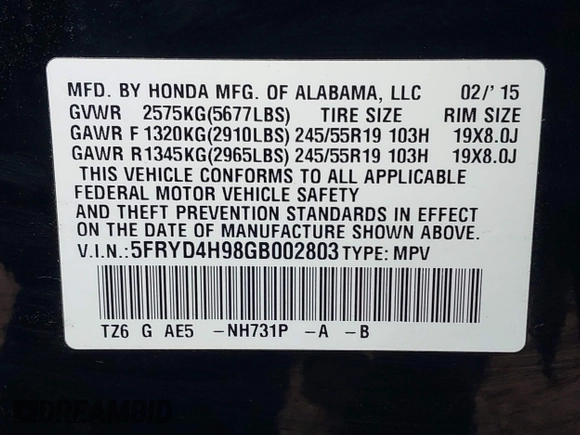 MFD. BY HONDA MFG. OF ALABAMA, LLC 02/' 15
GVWR 2575KG(5677LBS) TIRE SIZE RIM SIZE
GAWR F 1320KG(2910LBS) 245/55R19 103H 19X8.0J
GAWR R 1345KG(2965LBS) 245/55R19 103H 19X8.0J
THIS VEHICLE CONFORMS TO ALL APPLICABLE
FEDERAL MOTOR VEHICLE SAFETY
AND THEFT PREVENTION STANDARDS IN EFFECT
ON THE DATE OF MANUFACTURE SHOWN ABOVE.
V.I.N.:5FRYD4H98GB002803 TYPE: MPV
TZ6 G AE5 -NH731P -A -B
DREAMBID